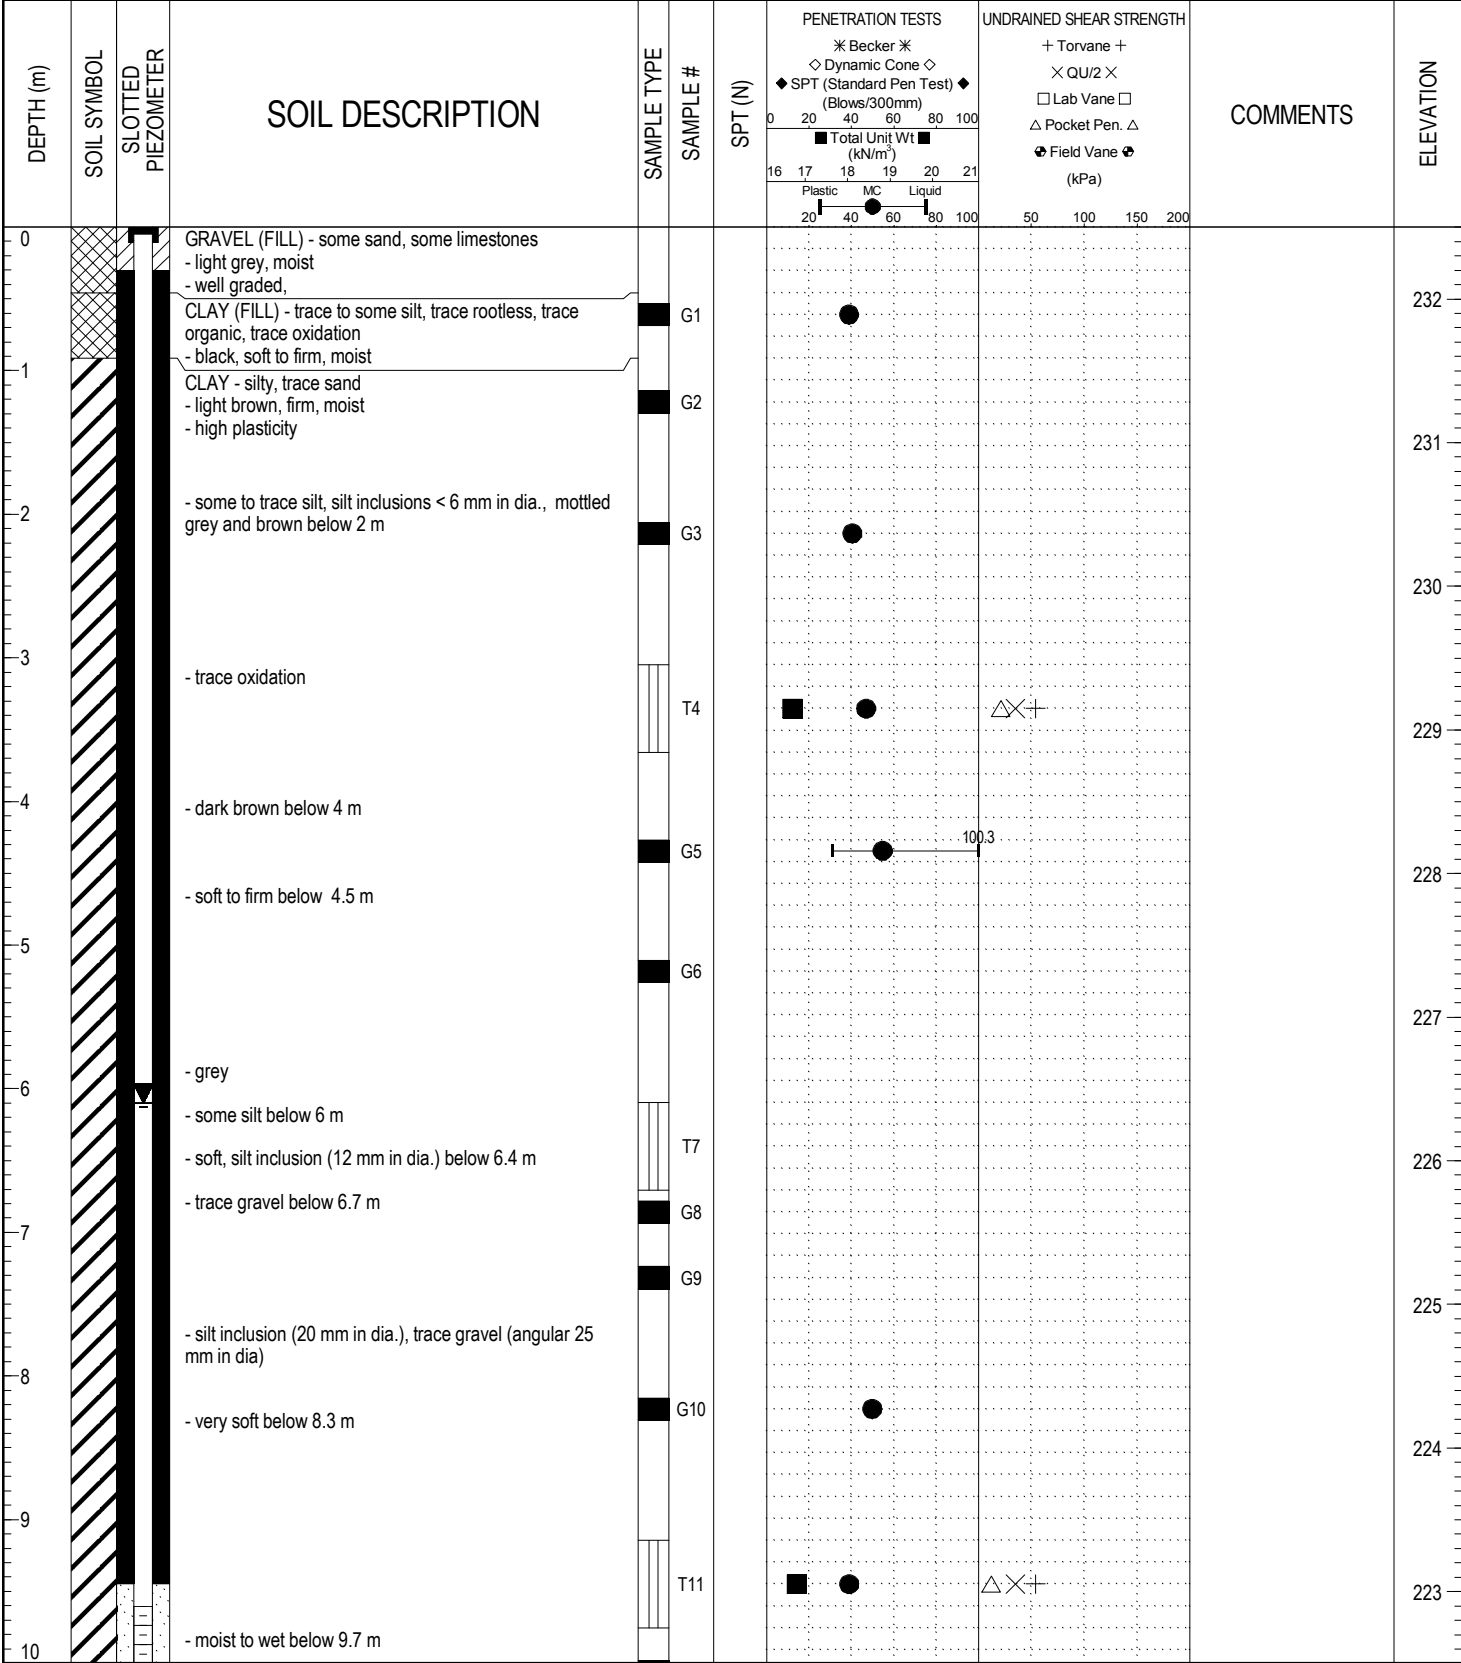 DEPTH (m)
SOIL SYMBOL
SLOTTED
PIEZOMETER
SOIL DESCRIPTION
SAMPLE TYPE
SAMPLE #
SPT (N)
PENETRATION TESTS
✳ Becker ✳
◇ Dynamic Cone ◇
◆ SPT (Standard Pen Test) ◆
(Blows/300mm)
0 20 40 60 80 100
■ Total Unit Wt ■
(kN/m³)
16 17 18 19 20 21
Plastic MC Liquid
20 40 60 80 100
UNDRAINED SHEAR STRENGTH
+ Torvane +
× QU/2 ×
□ Lab Vane □
△ Pocket Pen. △
Field Vane
(kPa)
50 100 150 200
COMMENTS
ELEVATION
0
GRAVEL (FILL) - some sand, some limestones
- light grey, moist
- well graded,
232
CLAY (FILL) - trace to some silt, trace rootless, trace
organic, trace oxidation
- black, soft to firm, moist
G1
1
CLAY - silty, trace sand
- light brown, firm, moist
- high plasticity
G2
231
2
- some to trace silt, silt inclusions < 6 mm in dia., mottled
grey and brown below 2 m
G3
230
3
- trace oxidation
T4
229
4
- dark brown below 4 m
100.3
G5
228
- soft to firm below 4.5 m
5
G6
227
6
- grey
- some silt below 6 m
T7
226
- soft, silt inclusion (12 mm in dia.) below 6.4 m
- trace gravel below 6.7 m
G8
7
G9
225
- silt inclusion (20 mm in dia.), trace gravel (angular 25
mm in dia)
8
G10
- very soft below 8.3 m
224
9
T11
223
- moist to wet below 9.7 m
10